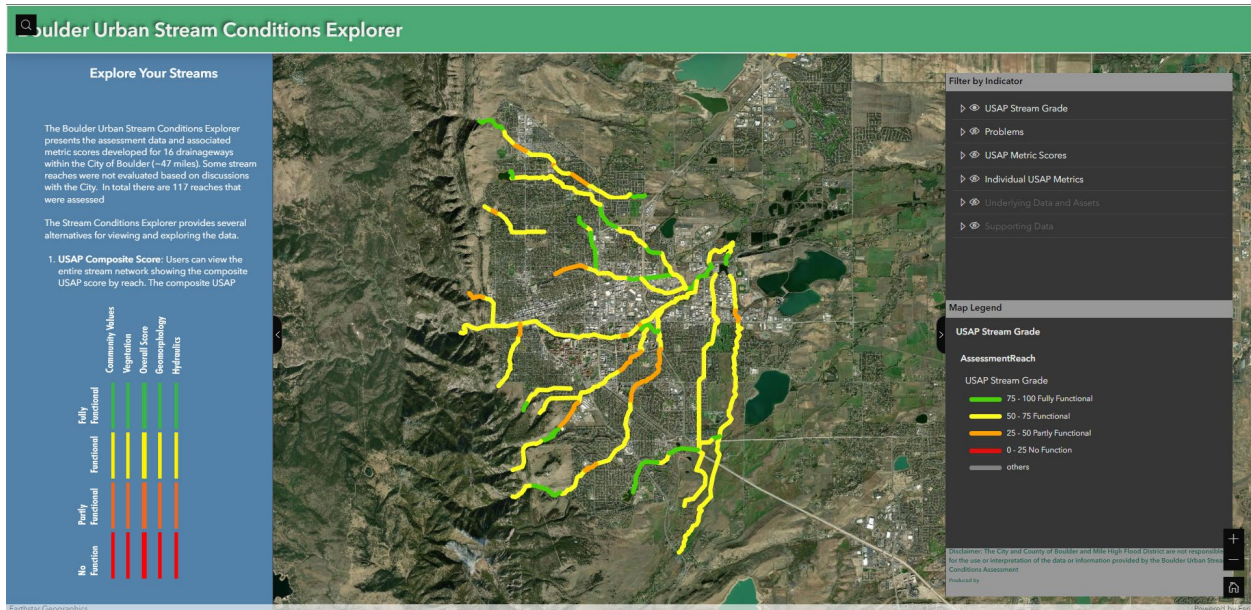 oulder Urban Stream Conditions Explorer
Explore Your Streams
The Boulder Urban Stream Conditions Explorer
presents the assessment data and associated
metric scores developed for 16 drainageways
within the City of Boulder (~47 miles). Some stream
reaches were not evaluated based on discussions
with the City. In total there are 117 reaches that
were assessed
The Stream Conditions Explorer provides several
alternatives for viewing and exploring the data.
1. USAP Composite Score: Users can view the
entire stream network showing the composite
USAP score by reach. The composite USAP
Community Values
Vegetation
Overall Score
Geomorphology
Hydraulics
Fully
Functional
Functional
Partly
Functional
No
Function
Filter by Indicator
USAP Stream Grade
Problems
USAP Metric Scores
Individual USAP Metrics
Underlying Data and Assets
Supporting Data
Map Legend
USAP Stream Grade
AssessmentReach
USAP Stream Grade
75 - 100 Fully Functional
50 - 75 Functional
25 - 50 Partly Functional
0 - 25 No Function
others
Disclaimer: The City and County of Boulder and Mile High Flood District are not responsible
for the use or interpretation of the data or information provided by the Boulder Urban Strea
Conditions Assessment
Produced by
Earthstar Geographics
Powered by